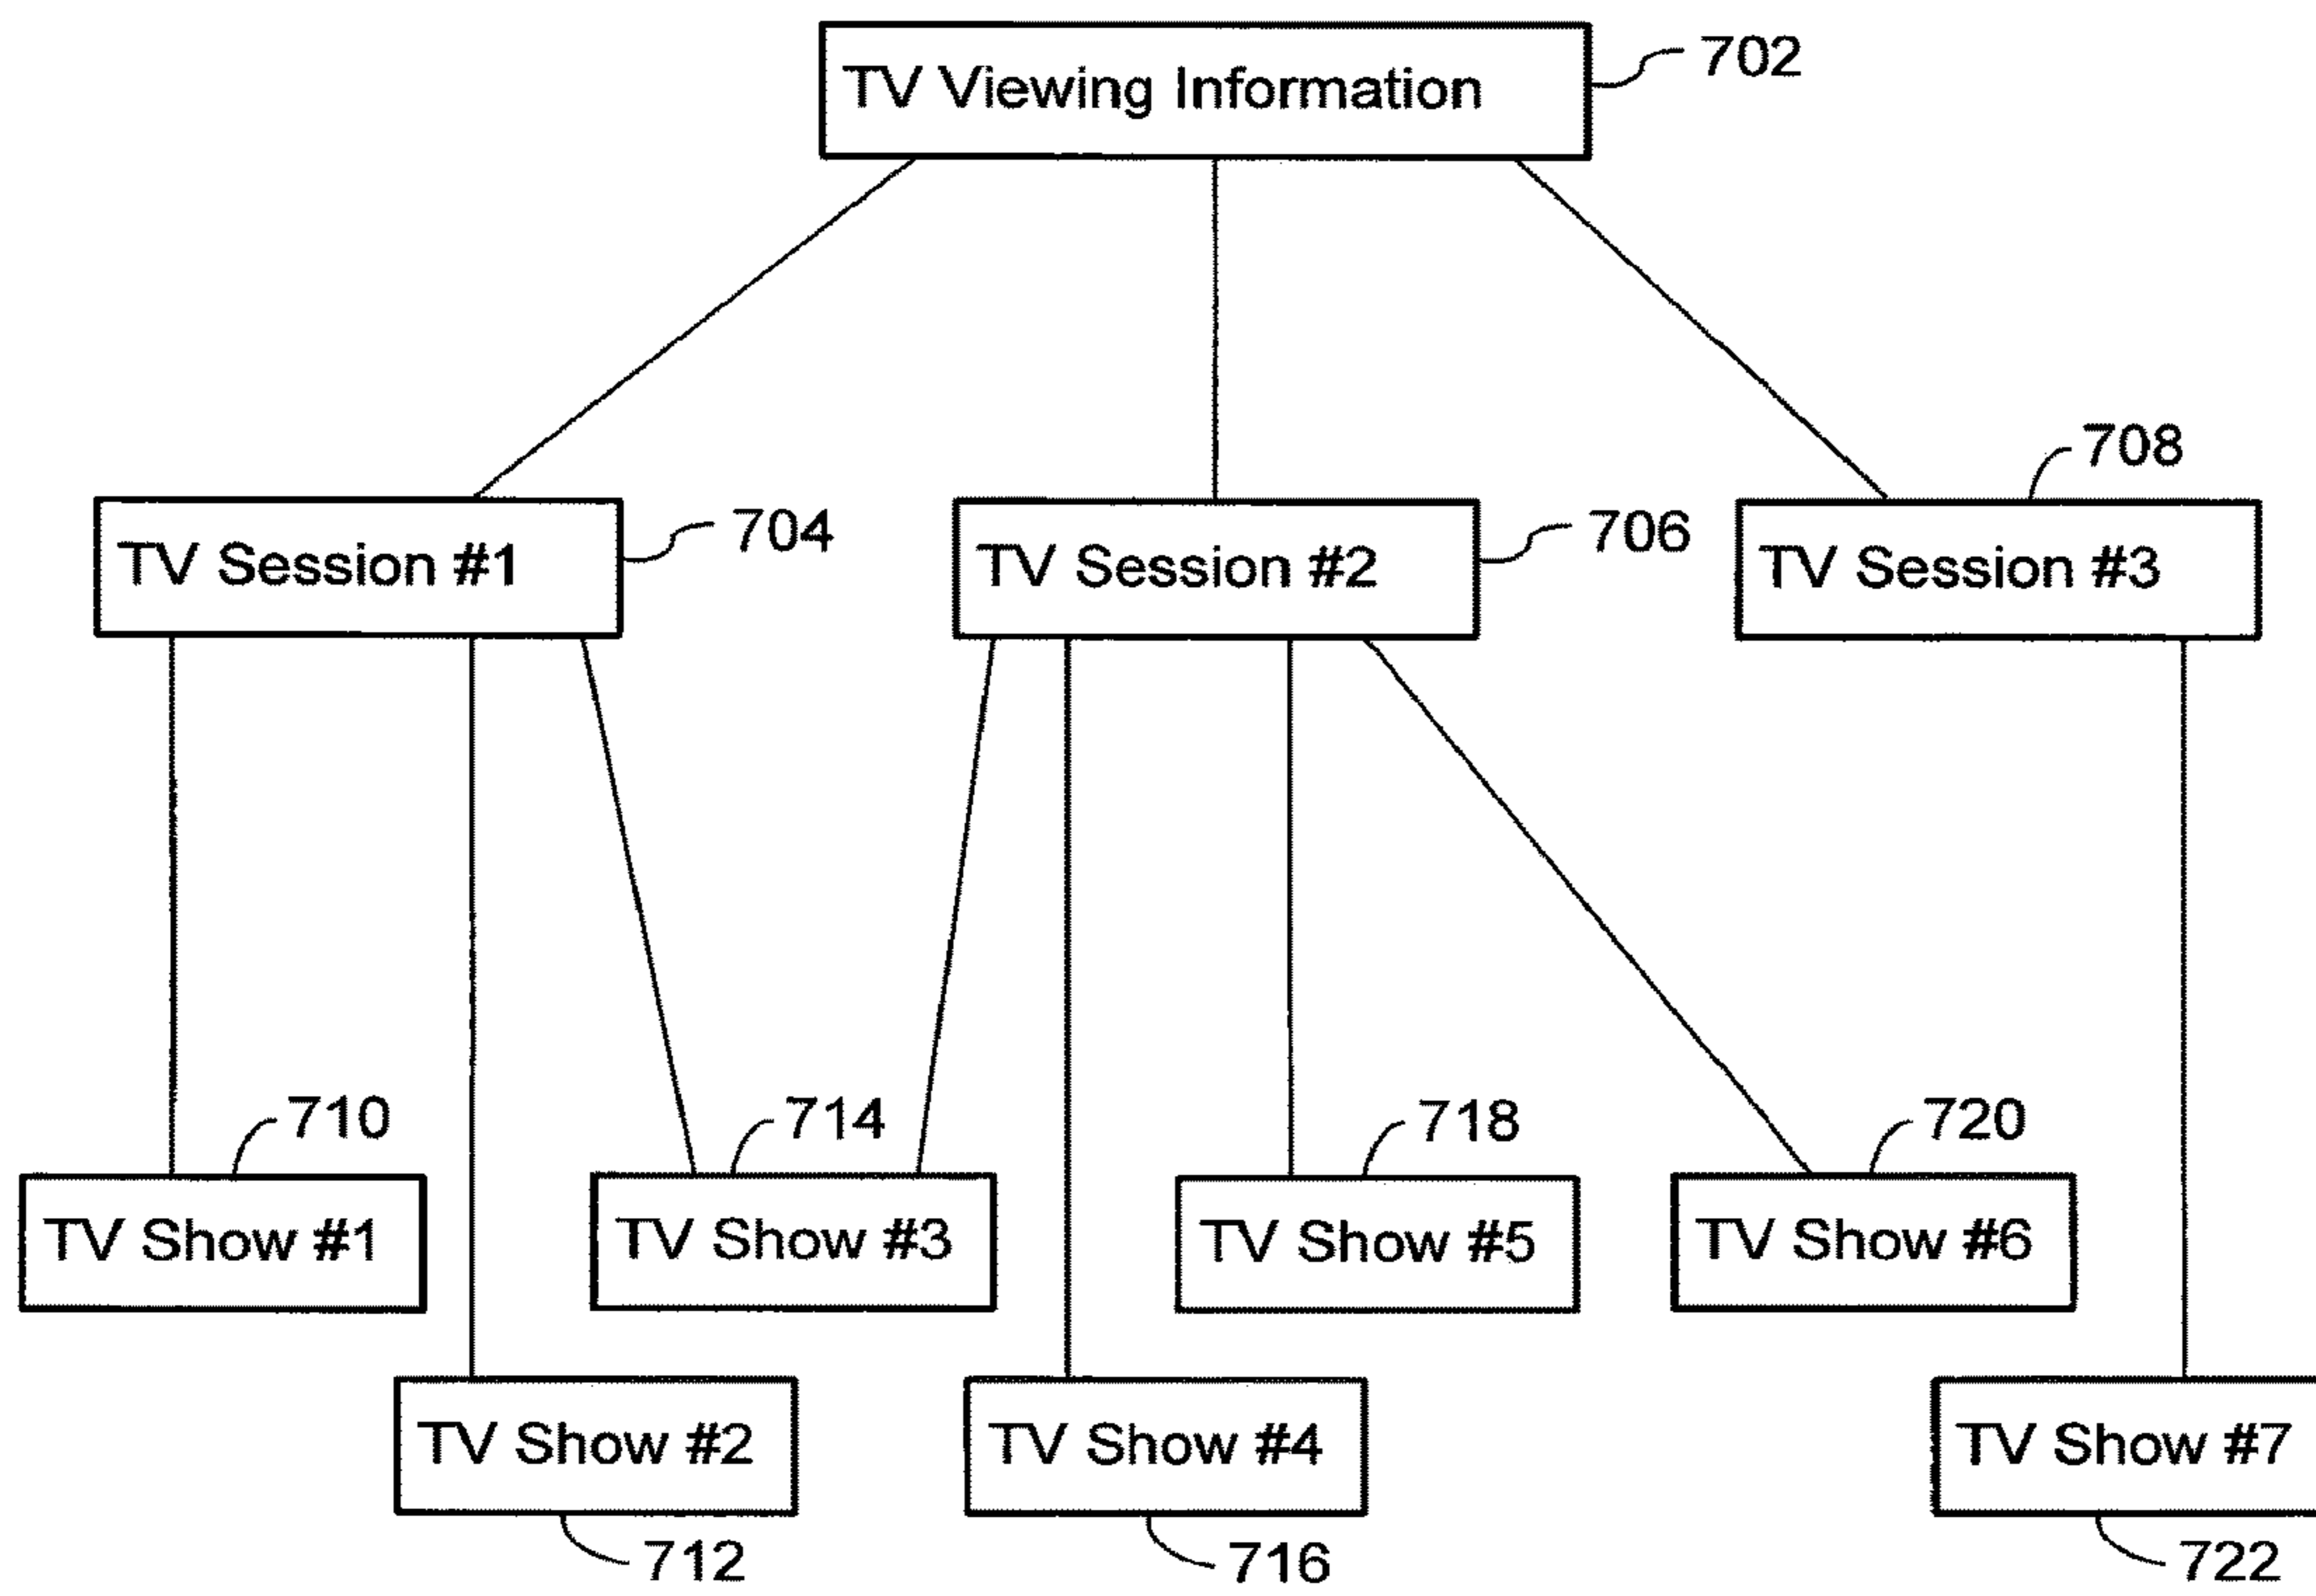 TV Viewing Information
702
TV Session #1
704
TV Session #2
706
TV Session #3
708
TV Show #1
710
TV Show #3
714
TV Show #5
718
TV Show #6
720
TV Show #2
712
TV Show #4
716
TV Show #7
722